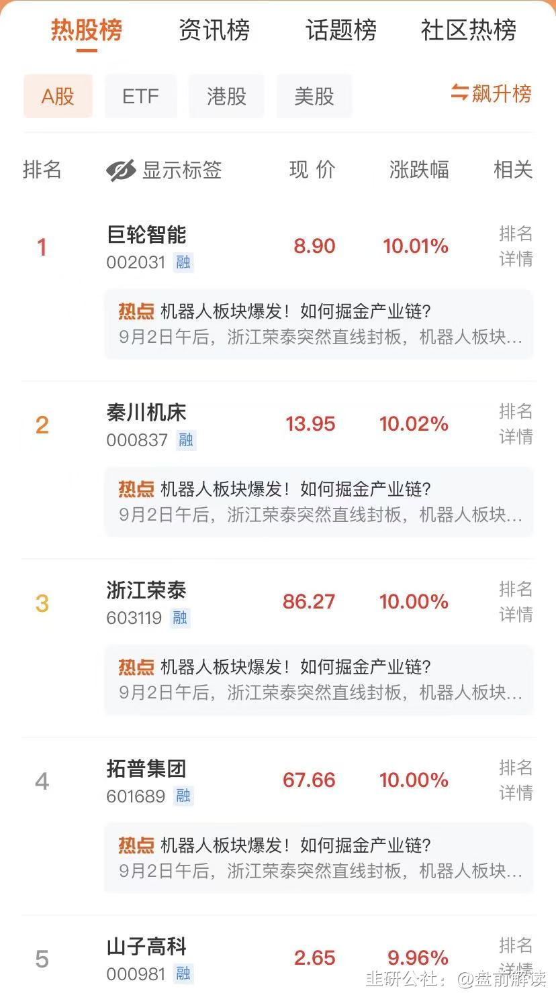 热股榜 资讯榜 话题榜 社区热榜
A股 ETF 港股 美股 飙升榜
排名 显示标签 现价 涨跌幅 相关
1 巨轮智能 8.90 10.01% 排名
002031 融 详情
热点 机器人板块爆发！如何掘金产业链？
9月2日午后，浙江荣泰突然直线封板，机器人板块...
2 秦川机床 13.95 10.02% 排名
000837 融 详情
热点 机器人板块爆发！如何掘金产业链？
9月2日午后，浙江荣泰突然直线封板，机器人板块...
3 浙江荣泰 86.27 10.00% 排名
603119 融 详情
热点 机器人板块爆发！如何掘金产业链？
9月2日午后，浙江荣泰突然直线封板，机器人板块...
4 拓普集团 67.66 10.00% 排名
601689 融 详情
热点 机器人板块爆发！如何掘金产业链？
9月2日午后，浙江荣泰突然直线封板，机器人板块...
5 山子高科 2.65 9.96% 排名
000981 融 详情
韭研公社：@盘前解读